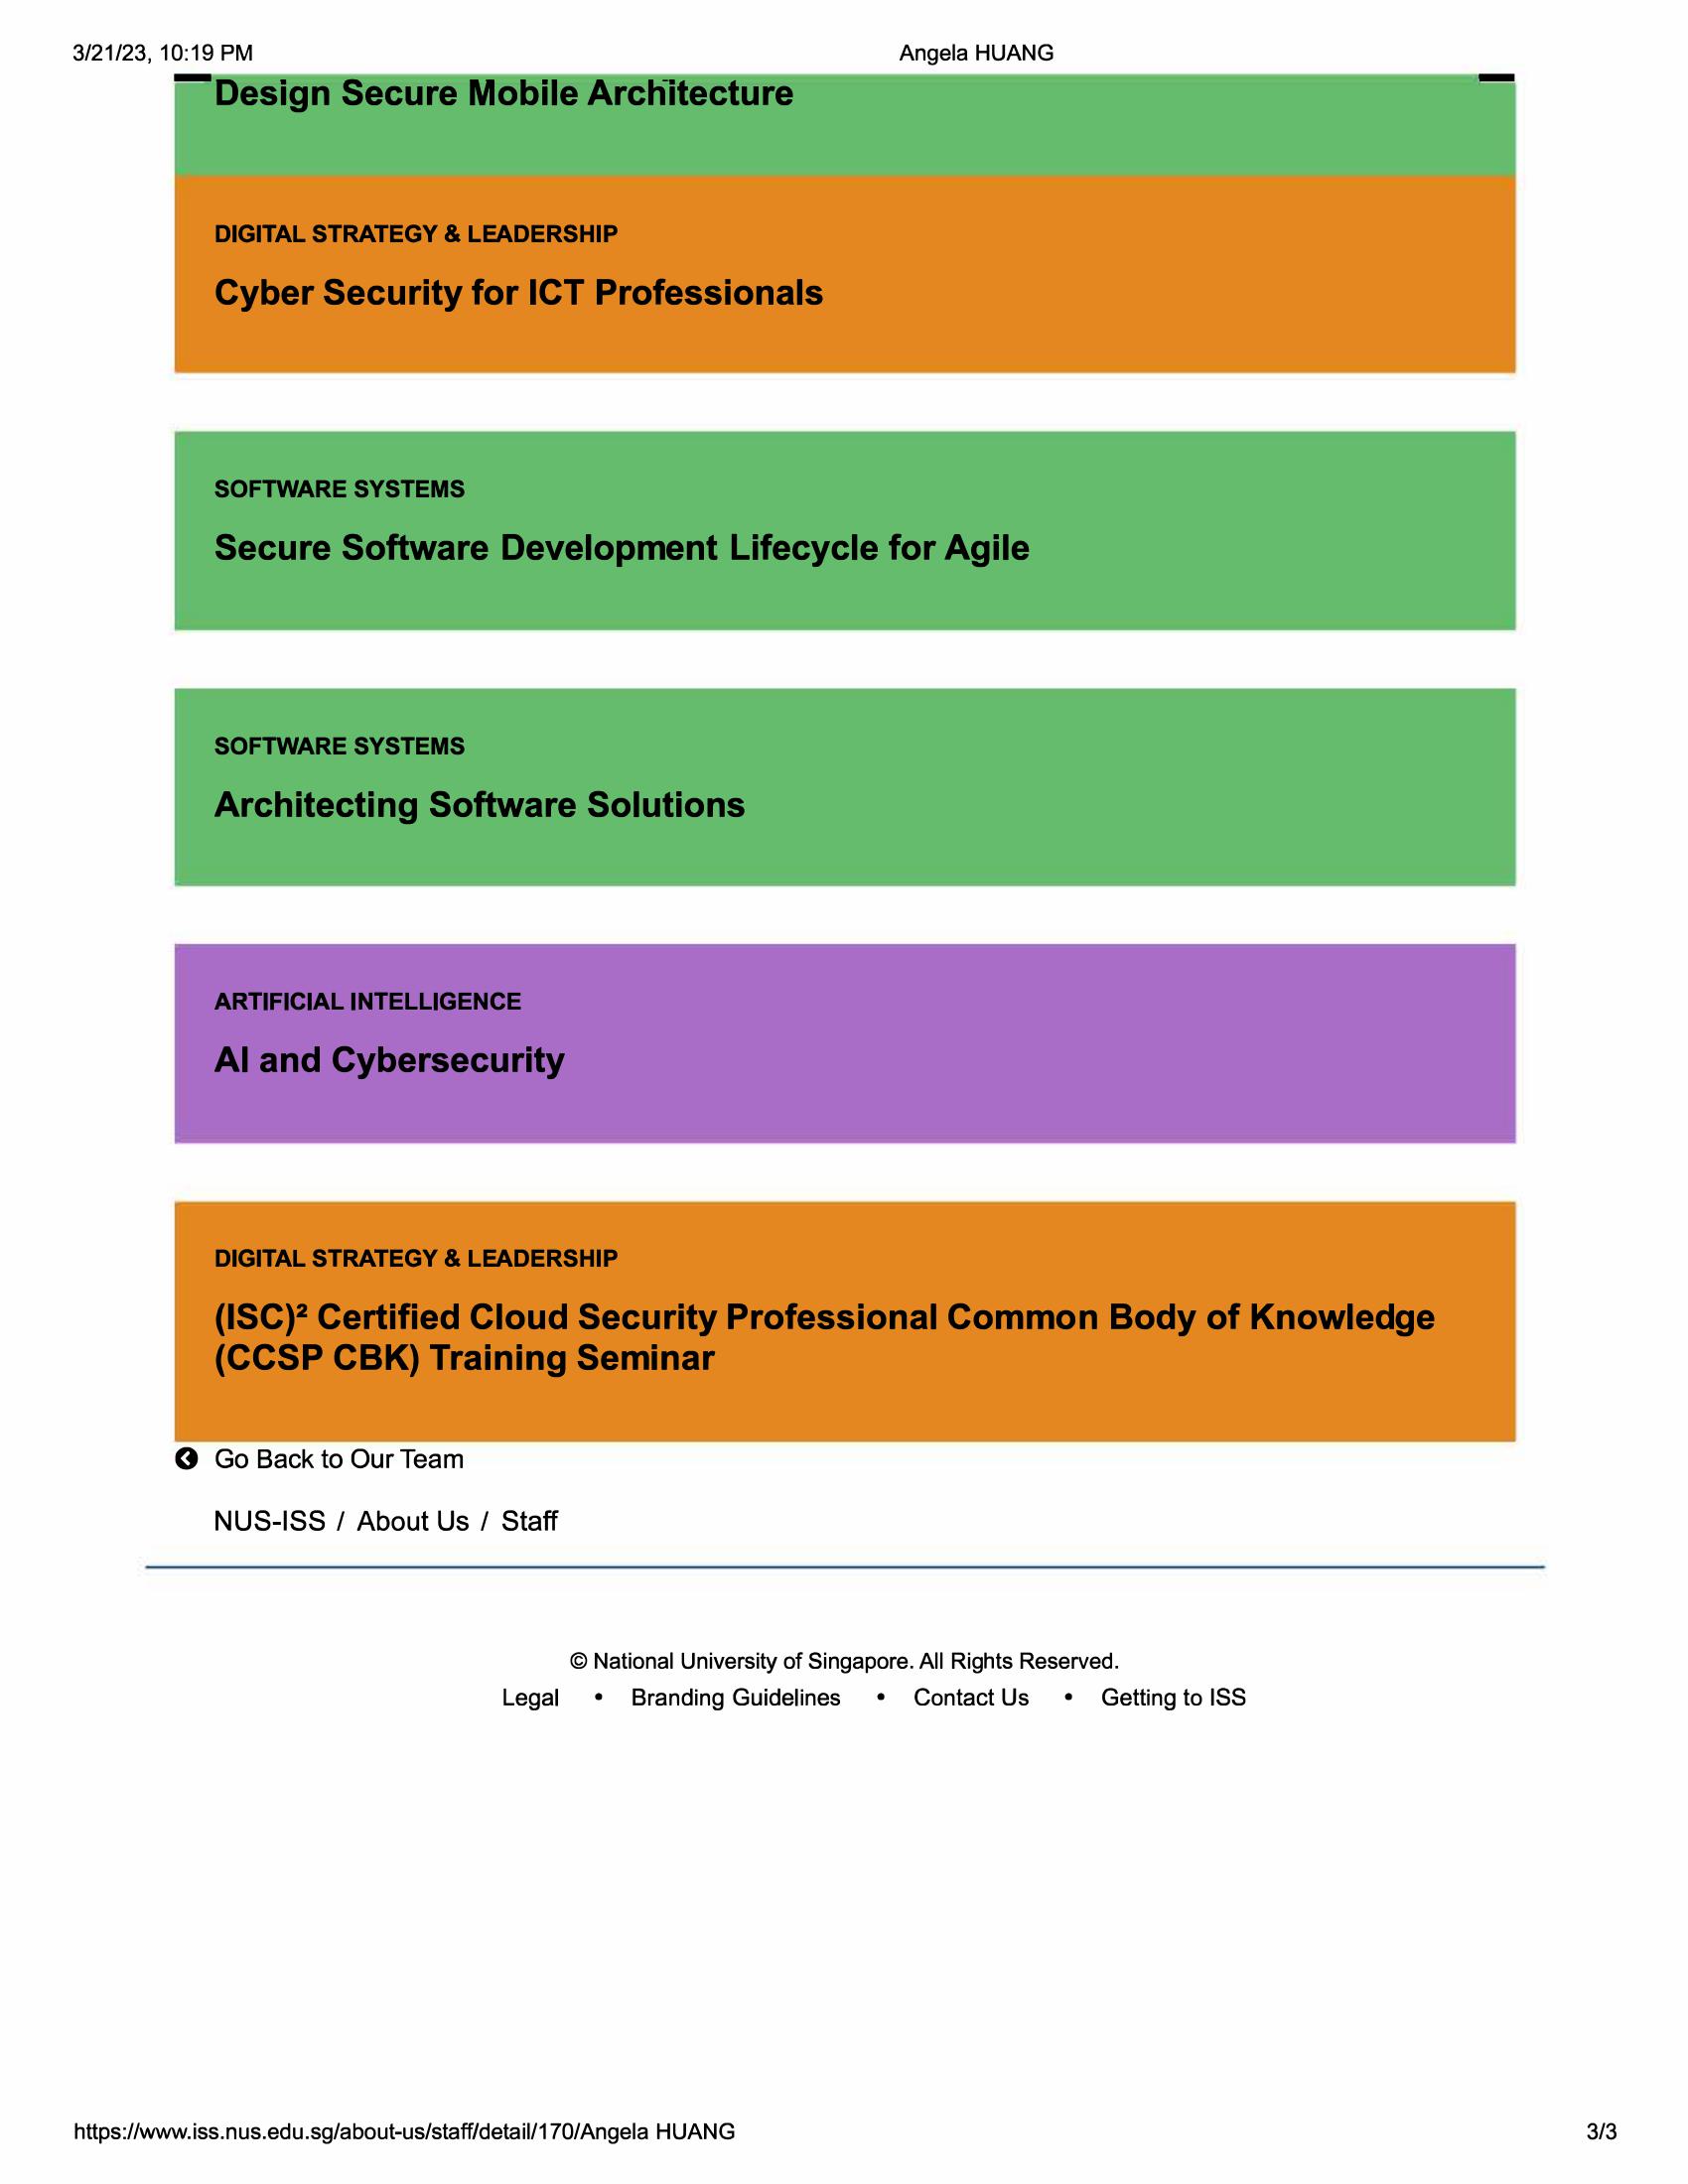 3/21/23, 10:19 PM Angela HUANG
Design Secure Mobile Architecture
DIGITAL STRATEGY & LEADERSHIP
Cyber Security for ICT Professionals
SOFTWARE SYSTEMS
Secure Software Development Lifecycle for Agile
SOFTWARE SYSTEMS
Architecting Software Solutions
ARTIFICIAL INTELLIGENCE
AI and Cybersecurity
DIGITAL STRATEGY & LEADERSHIP
(ISC)² Certified Cloud Security Professional Common Body of Knowledge
(CCSP CBK) Training Seminar
Go Back to Our Team
NUS-ISS / About Us / Staff
© National University of Singapore. All Rights Reserved.
Legal • Branding Guidelines • Contact Us • Getting to ISS
https://www.iss.nus.edu.sg/about-us/staff/detail/170/Angela HUANG 3/3